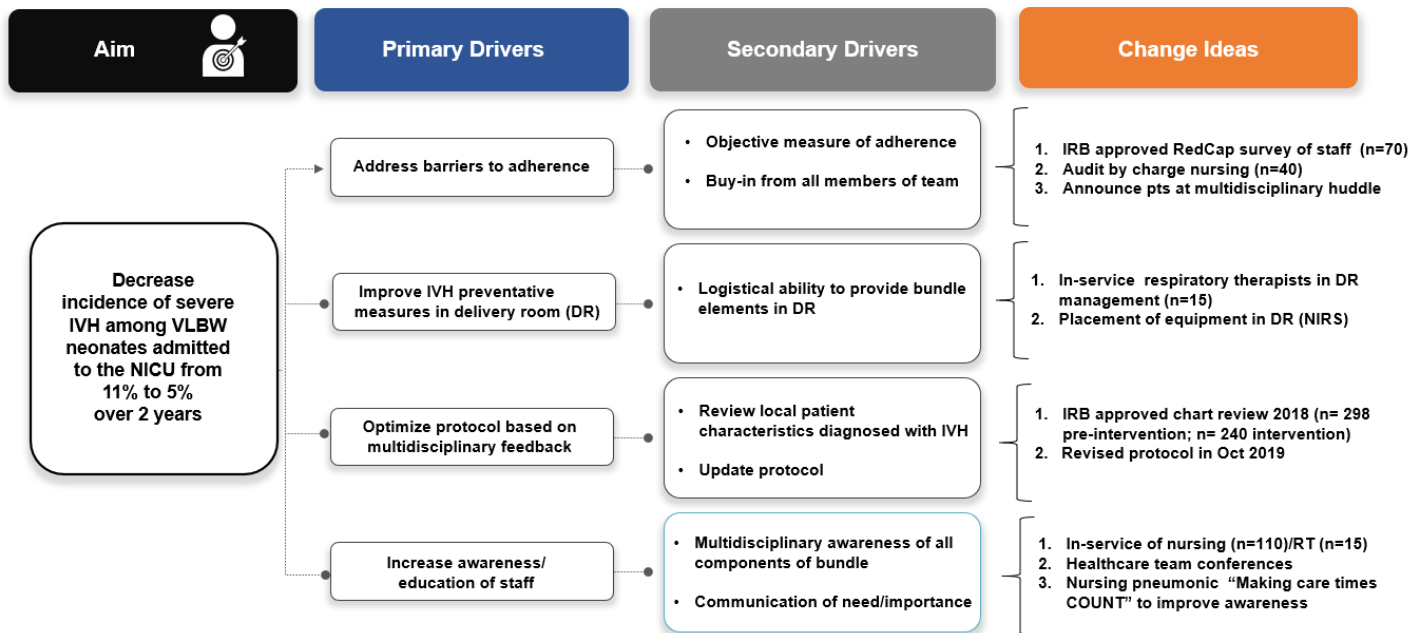 Aim
Primary Drivers
Secondary Drivers
Change Ideas
Decrease
incidence of severe
IVH among VLBW
neonates admitted
to the NICU from
11% to 5%
over 2 years
Address barriers to adherence
• Objective measure of adherence
• Buy-in from all members of team
1. IRB approved RedCap survey of staff (n=70)
2. Audit by charge nursing (n=40)
3. Announce pts at multidisciplinary huddle
Improve IVH preventative
measures in delivery room (DR)
• Logistical ability to provide bundle
elements in DR
1. In-service respiratory therapists in DR
management (n=15)
2. Placement of equipment in DR (NIRS)
Optimize protocol based on
multidisciplinary feedback
• Review local patient
characteristics diagnosed with IVH
• Update protocol
1. IRB approved chart review 2018 (n= 298
pre-intervention; n= 240 intervention)
2. Revised protocol in Oct 2019
Increase awareness/
education of staff
• Multidisciplinary awareness of all
components of bundle
• Communication of need/importance
1. In-service of nursing (n=110)/RT (n=15)
2. Healthcare team conferences
3. Nursing pneumonic “Making care times
COUNT” to improve awareness